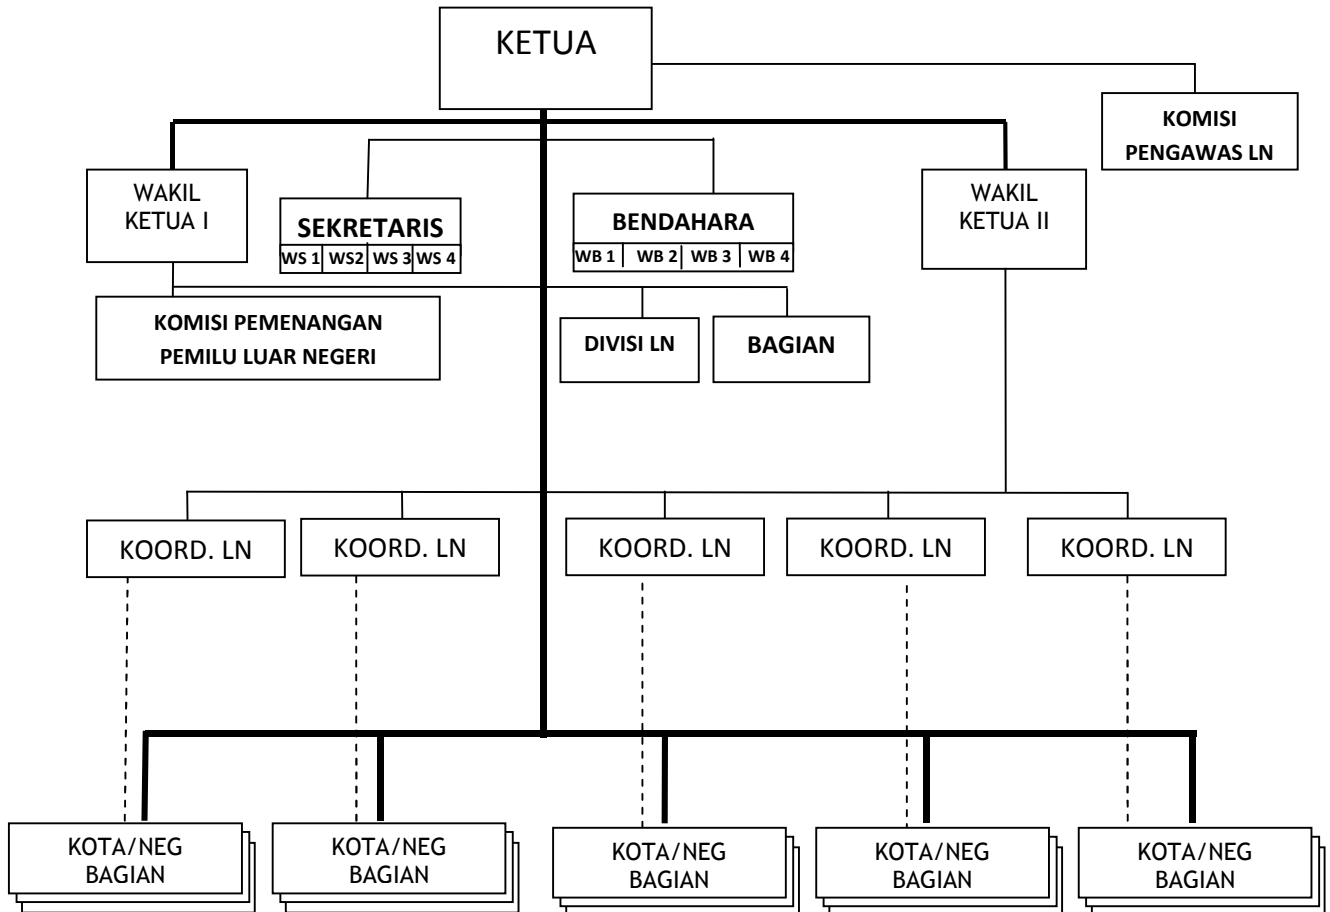 KETUA
KOMISI
PENGAWAS LN
WAKIL
KETUA I
SEKRETARIS
WS 1 WS2 WS 3 WS 4
BENDAHARA
WB 1 WB 2 WB 3 WB 4
WAKIL
KETUA II
KOMISI PEMENANGAN
PEMILU LUAR NEGERI
DIVISI LN
BAGIAN
KOORD. LN
KOORD. LN
KOORD. LN
KOORD. LN
KOORD. LN
KOTA/NEG
BAGIAN
KOTA/NEG
BAGIAN
KOTA/NEG
BAGIAN
KOTA/NEG
BAGIAN
KOTA/NEG
BAGIAN